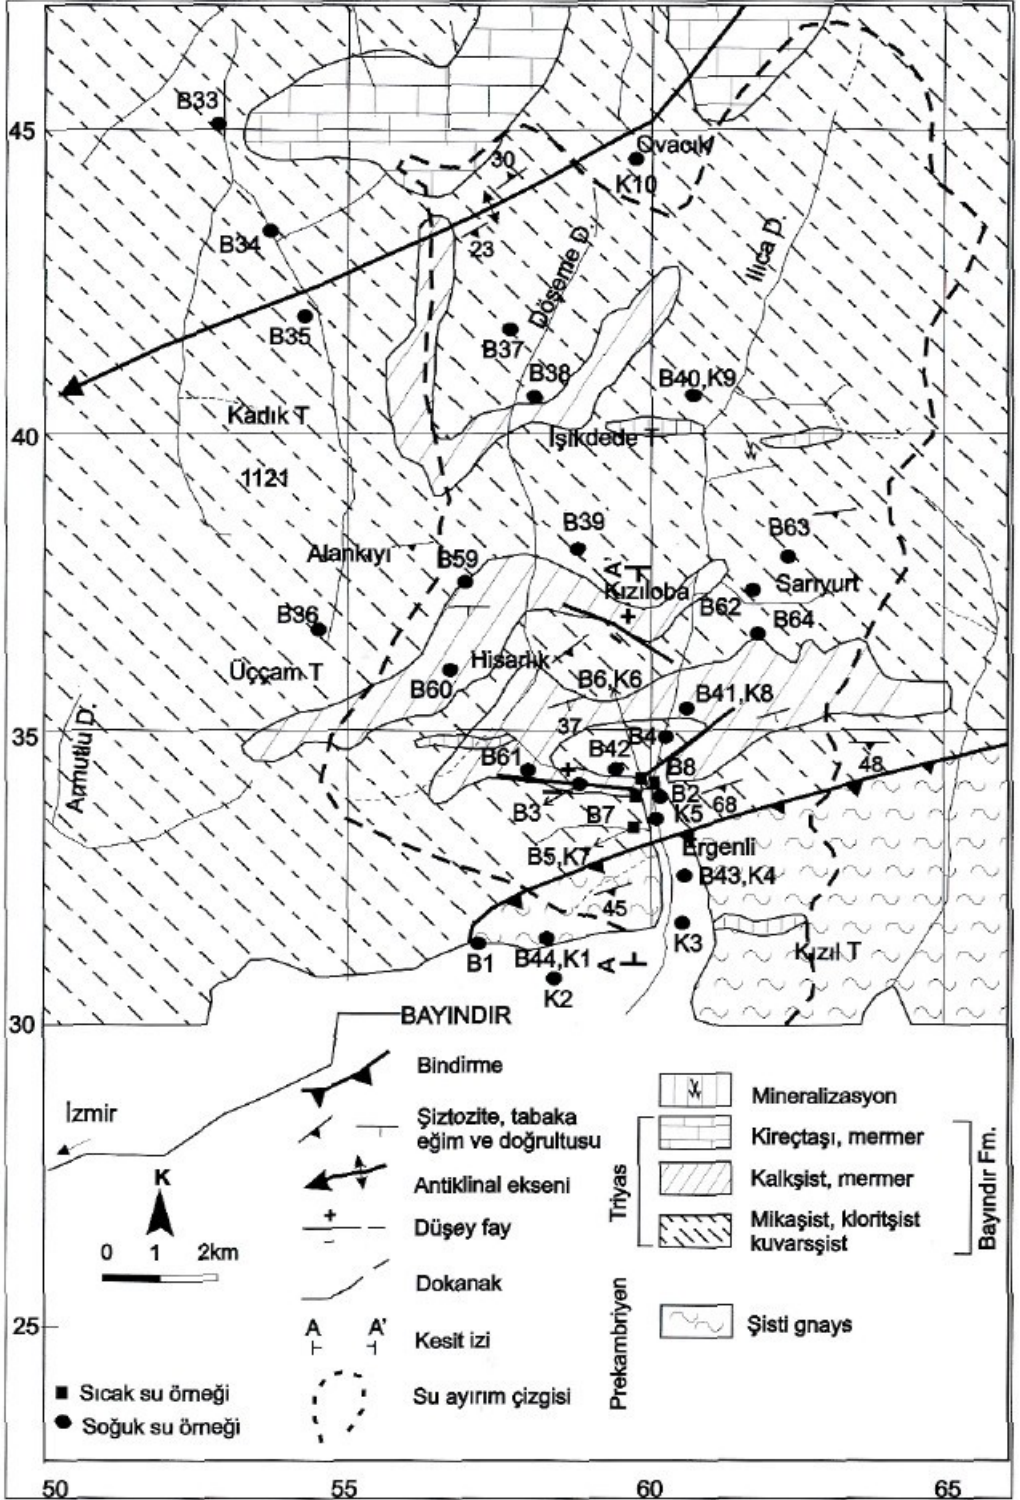 B33
45
Ovacık
30
K10
B34
23
Döşeme D.
Ilıca D.
B35
B37
B38
B40,K9
Kadık T
40
Işıkdede
1121
B39
B63
Alankıyı
B59
A'
Kızıloba
Sarıyurt
B62
B36
B64
Hisarlık
Üççam T
B60
B6,K6
B41,K8
35
37
B4
Azmutlu D.
B61
B42
B8
48
B3
B7
B2
68
K5
Ergenli
B5,K7
B43,K4
45
B1
B44,K1
A
K3
Kızıl T
K2
30
BAYINDIR
Bindirme
İzmir
Şiztozite, tabaka
eğim ve doğrultusu
K
Antiklinal ekseni
Düşey fay
0 1 2km
Dokanak
25
A A'
Kesit izi
Sıcak su örneği
Su ayırım çizgisi
Soğuk su örneği
Mineralizasyon
Kireçtaşı, mermer
Kalkşist, mermer
Mikaşist, kloritşist
kuvarsşist
Triyas
Bayındır Fm.
Prekambriyen
Şisti gnays
50 55 60 65